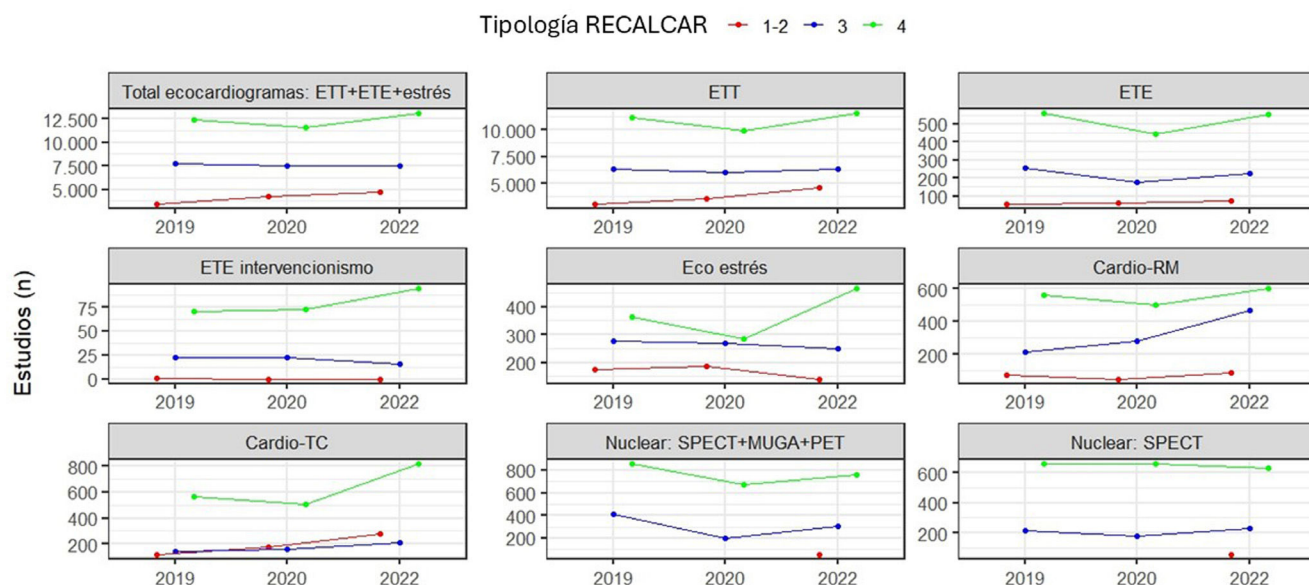 Tipología RECALCAR 1-2 3 4
Estudios (n)
Total ecocardiogramas: ETT+ETE+estrés
12.500
10.000
7.500
5.000
2019 2020 2022
ETT
10.000
7.500
5.000
2019 2020 2022
ETE
500
400
300
200
100
2019 2020 2022
ETE intervencionismo
75
50
25
0
2019 2020 2022
Eco estrés
400
300
200
2019 2020 2022
Cardio-RM
600
400
200
2019 2020 2022
Cardio-TC
800
600
400
200
2019 2020 2022
Nuclear: SPECT+MUGA+PET
800
600
400
200
2019 2020 2022
Nuclear: SPECT
600
400
200
2019 2020 2022